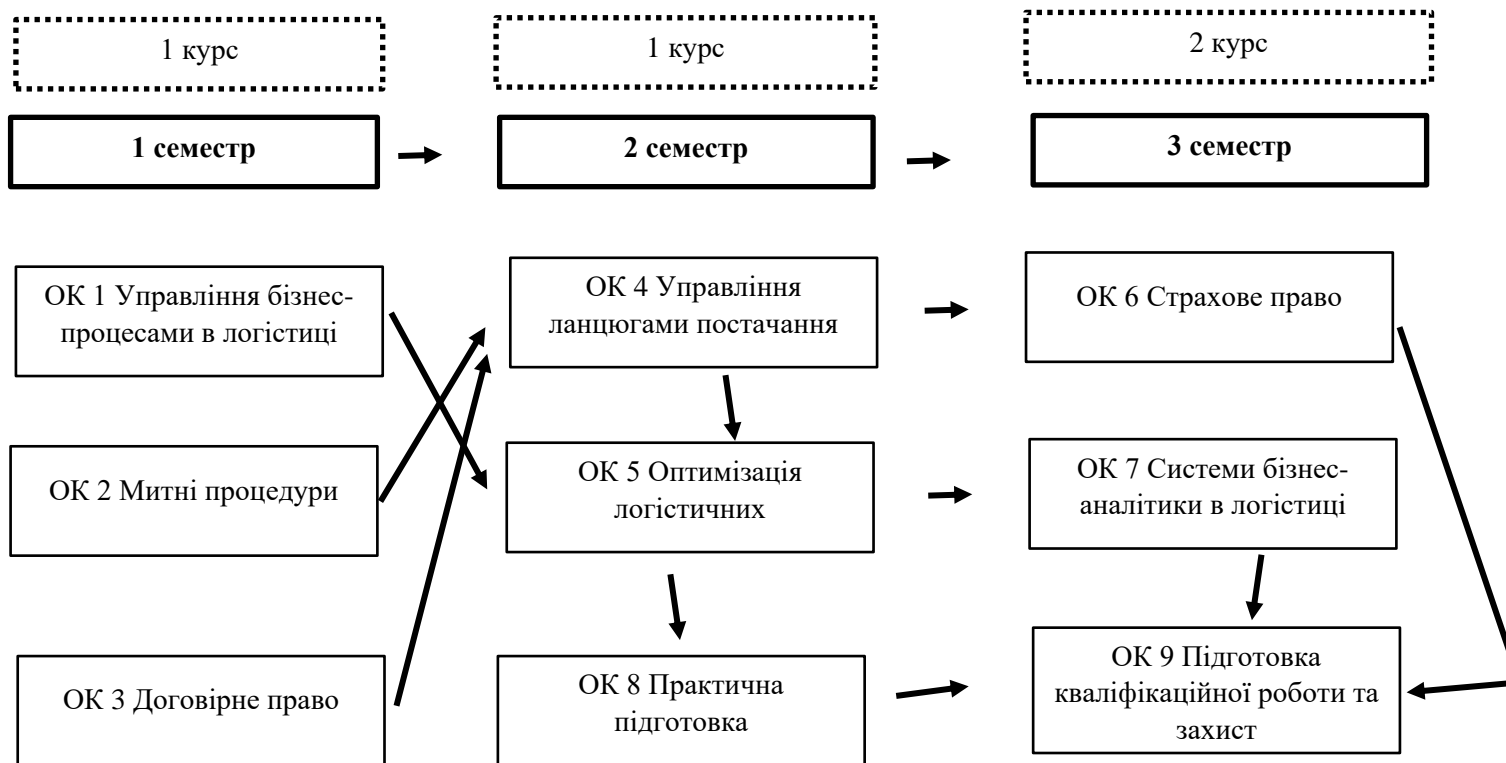 1 курс
1 курс
2 курс
1 семестр
2 семестр
3 семестр
ОК 1 Управління бізнес-
процесами в логістиці
ОК 4 Управління
ланцюгами постачання
ОК 6 Страхове право
ОК 2 Митні процедури
ОК 5 Оптимізація
логістичних
ОК 7 Системи бізнес-
аналітики в логістиці
ОК 3 Договірне право
ОК 8 Практична
підготовка
ОК 9 Підготовка
кваліфікаційної роботи та
захист